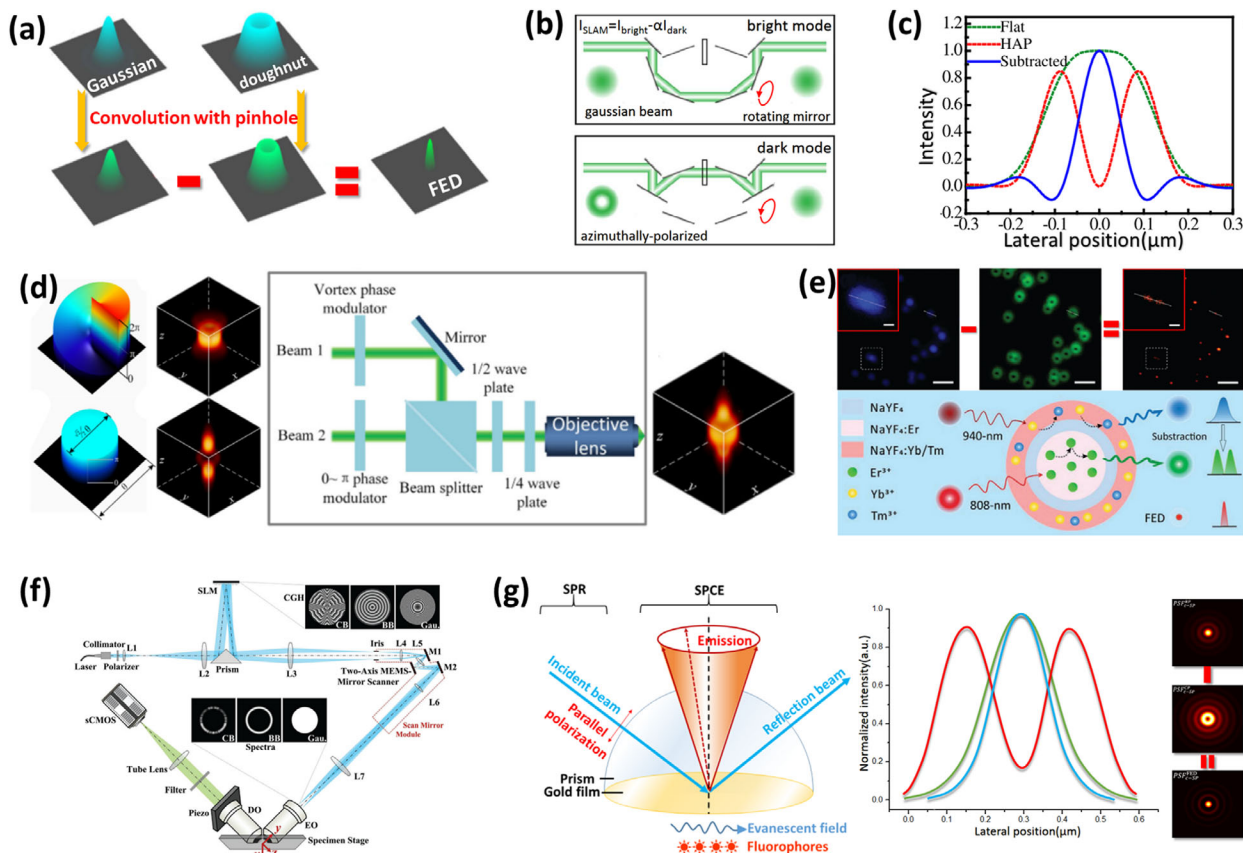 (a)
Gaussian
doughnut
Convolution with pinhole
FED
(b)
I_SLAM=I_bright-αI_dark
bright mode
gaussian beam
rotating mirror
dark mode
azimuthally-polarized
(c)
Flat
HAP
Subtracted
1.2
1.0
0.8
0.6
0.4
0.2
0.0
-0.2
Intensity
-0.3
-0.2
-0.1
0.0
0.1
0.2
0.3
Lateral position(μm)
(d)
2π
π
0
z
y
x
θ
π
0
θ
z
y
x
Vortex phase
modulator
Mirror
Beam 1
1/2 wave
plate
Beam 2
Objective
lens
0~ π phase
modulator
Beam splitter
1/4 wave
plate
z
y
x
(e)
NaYF₄
NaYF₄:Er
NaYF₄:Yb/Tm
Er³⁺
Yb³⁺
Tm³⁺
940-nm
808-nm
Substraction
FED
(f)
SLM
CGH
CB
BB
Gau.
Collimator
L1
Laser
Polarizer
L2
Prism
L3
Iris
L4
L5
M1
M2
Two-Axis MEMS-
Mirror Scanner
L6
Scan Mirror
Module
sCMOS
CB
BB
Gau.
Spectra
Tube Lens
Filter
L7
Piezo
DO
EO
y
Specimen Stage
(g)
SPR
SPCE
Emission
Incident beam
Parallel
polarization
Reflection beam
Prism
Gold film
Evanescent field
Fluorophores
Normalized intensity(a.u.)
1.0
0.8
0.6
0.4
0.2
0.0
0.0
0.1
0.2
0.3
0.4
0.5
0.6
Lateral position(μm)